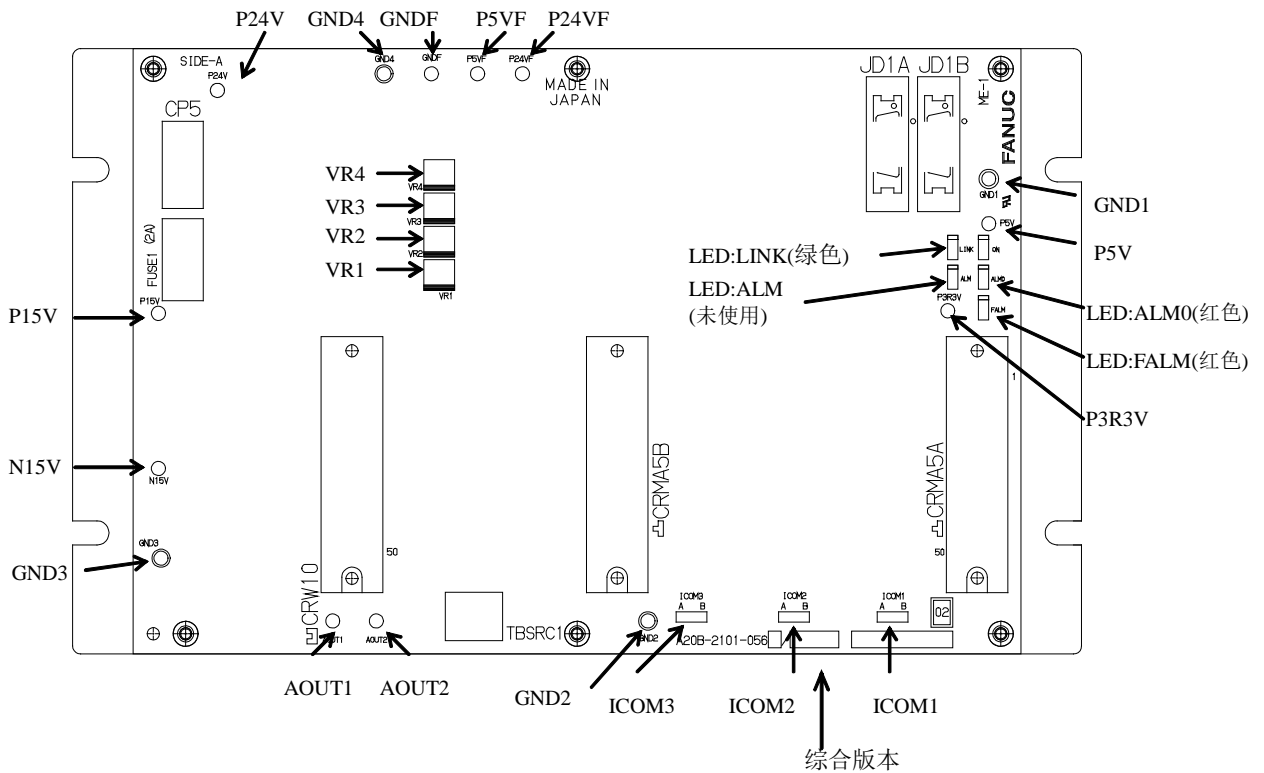 P24V
GND4
GNDF
P5VF
P24VF
SIDE-A
P24V
GND4
GNDF
P5VF
P24VF
MADE IN
JAPAN
JD1A
JD1B
ME-1
FANUC
CP5
VR4
VR4
VR3
VR3
VR2
VR2
VR1
VR1
FUSE1 (2A)
GND1
GND1
P5V
P5V
LED:LINK(绿色)
LINK
ON
LED:ALM
(未使用)
ALM
ALM0
LED:ALM0(红色)
P3R3V
FALM
LED:FALM(红色)
P3R3V
P15V
P15V
1
N15V
N15V
CRMA5B
CRMA5A
GND3
GND3
50
50
CRW10
ICOM3
A B
ICOM2
A B
ICOM1
A B
02
AOUT2
TBSRC1
GND2
A20B-2101-056
AOUT1
AOUT2
GND2
ICOM3
ICOM2
ICOM1
综合版本